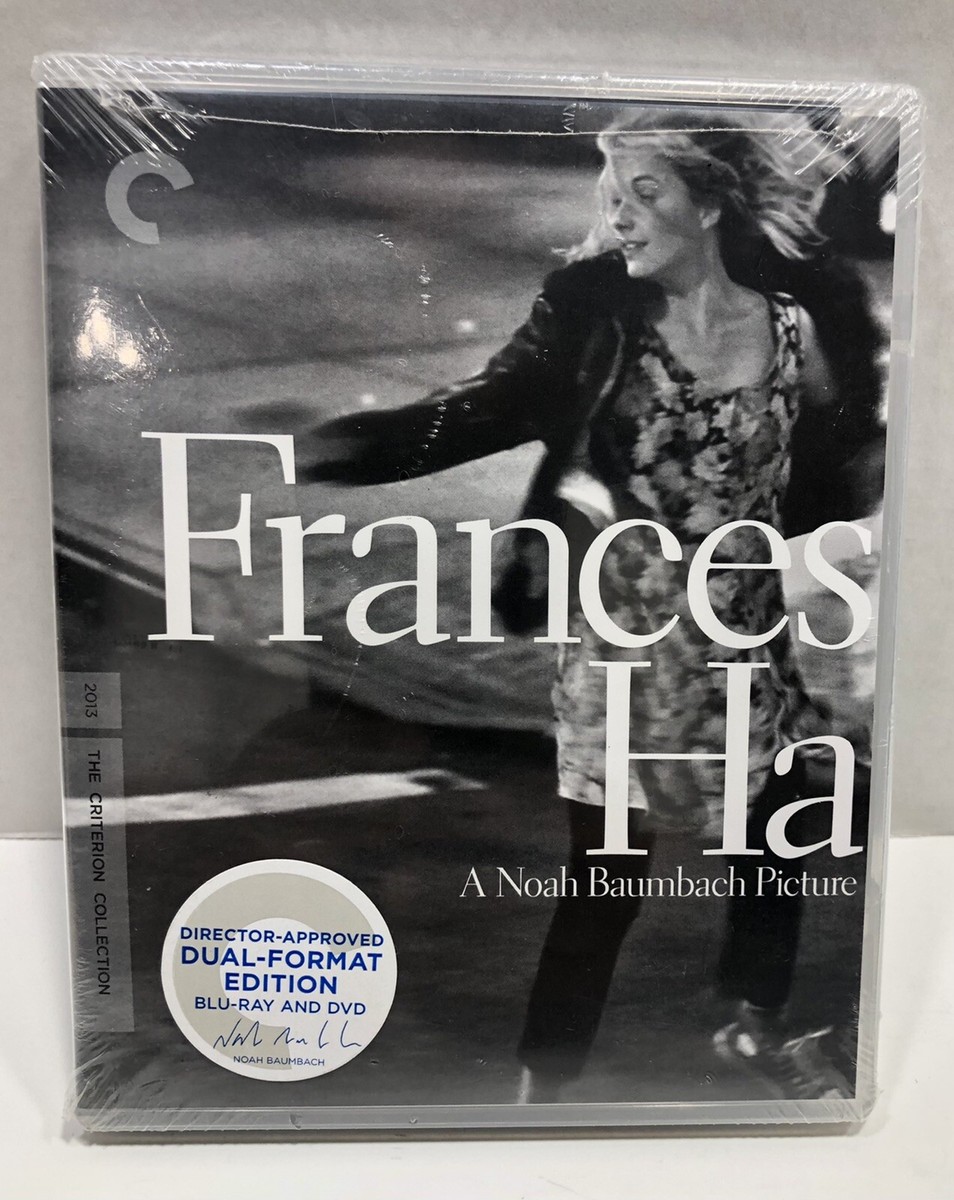 Frances
Ha
A Noah Baumbach Picture
2013
THE CRITERION COLLECTION
DIRECTOR-APPROVED
DUAL-FORMAT
EDITION
BLU-RAY AND DVD
NOAH BAUMBACH